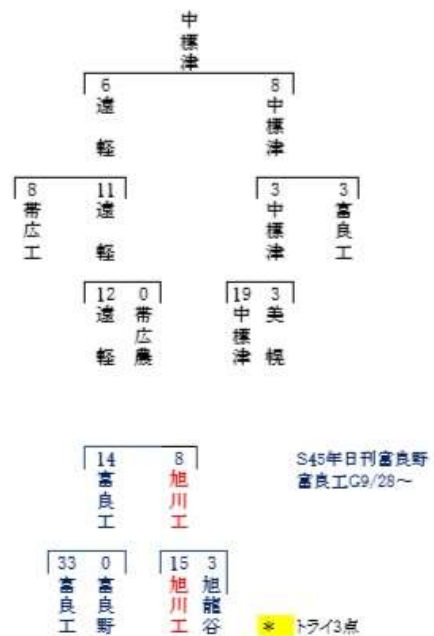 中標津
6 8
遠軽 中標津
8 11 3 3
帯広工 遠軽 中標津 富良工
12 0 19 3
遠軽 帯広農 中標津 美幌
14 8
富良工 旭川工
S45年日刊富良野
富良工G9/28～
33 0 15 3
富良工 富良野 旭川工 旭龍谷
* トライ3点